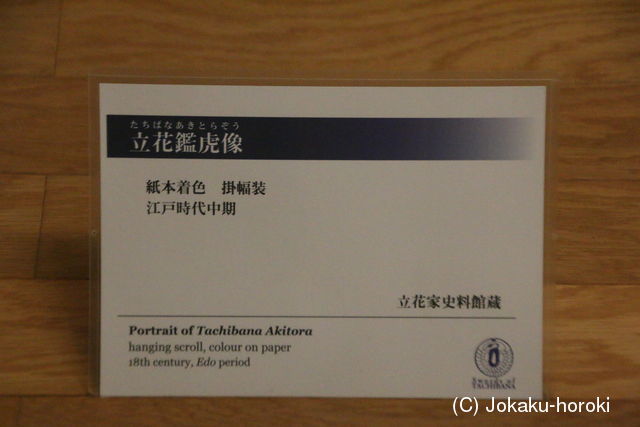 たちばなあきとらぞう
立花鑑虎像
紙本着色　掛幅装
江戸時代中期
立花家史料館蔵
Portrait of Tachibana Akitora
hanging scroll, colour on paper
18th century, Edo period
TACHIBANA
(C) Jokaku-horoki